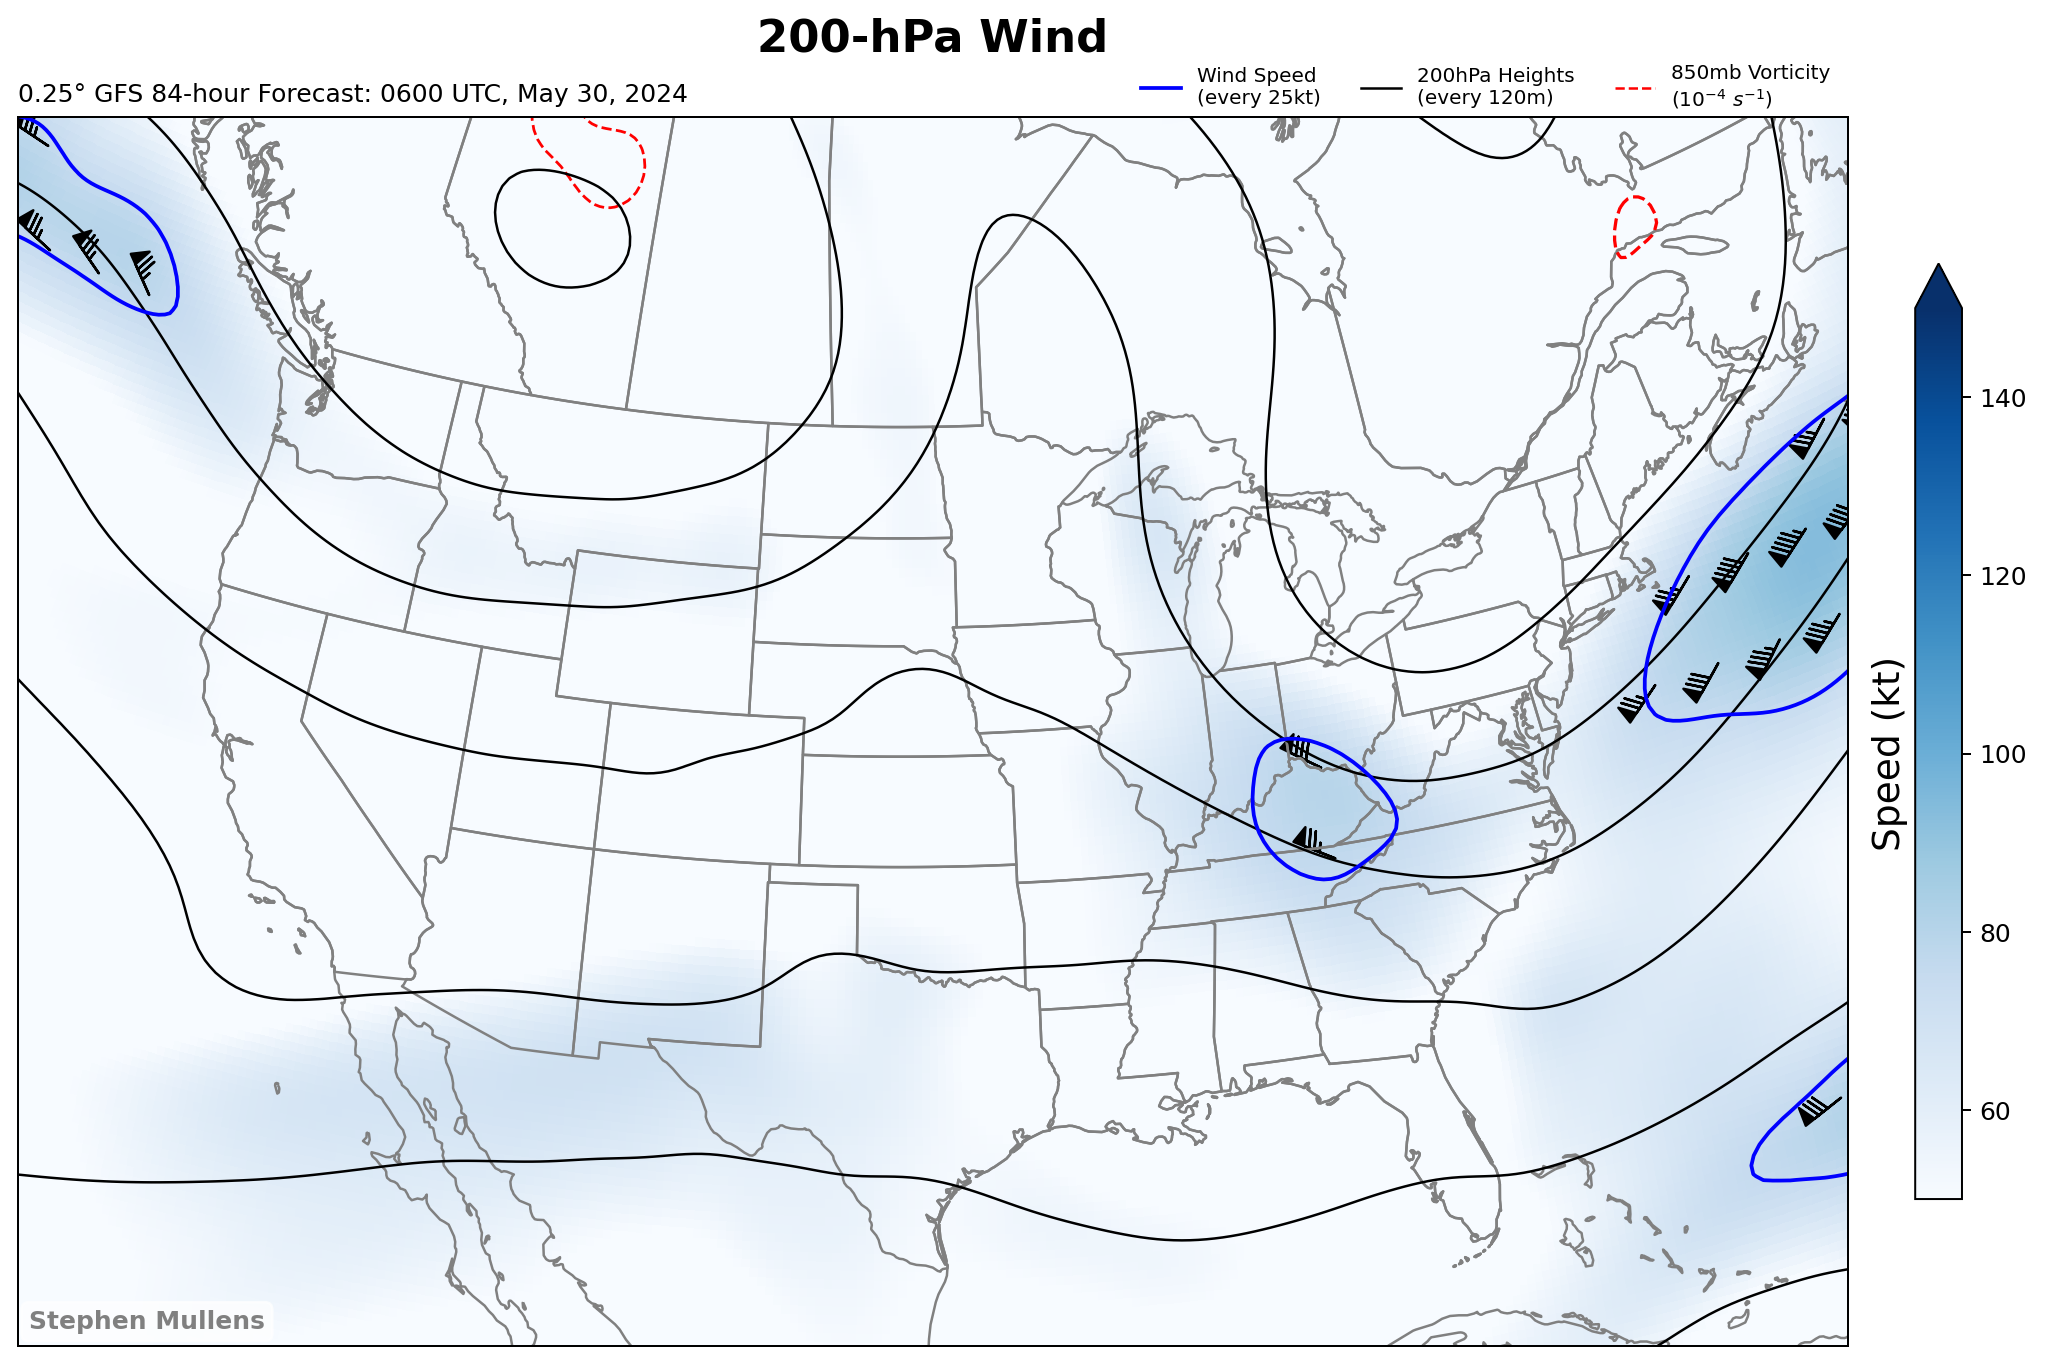 200-hPa Wind
0.25° GFS 84-hour Forecast: 0600 UTC, May 30, 2024
Wind Speed
(every 25kt)
200hPa Heights
(every 120m)
850mb Vorticity
(10⁻⁴ s⁻¹)
140
120
100
80
60
Speed (kt)
Stephen Mullens